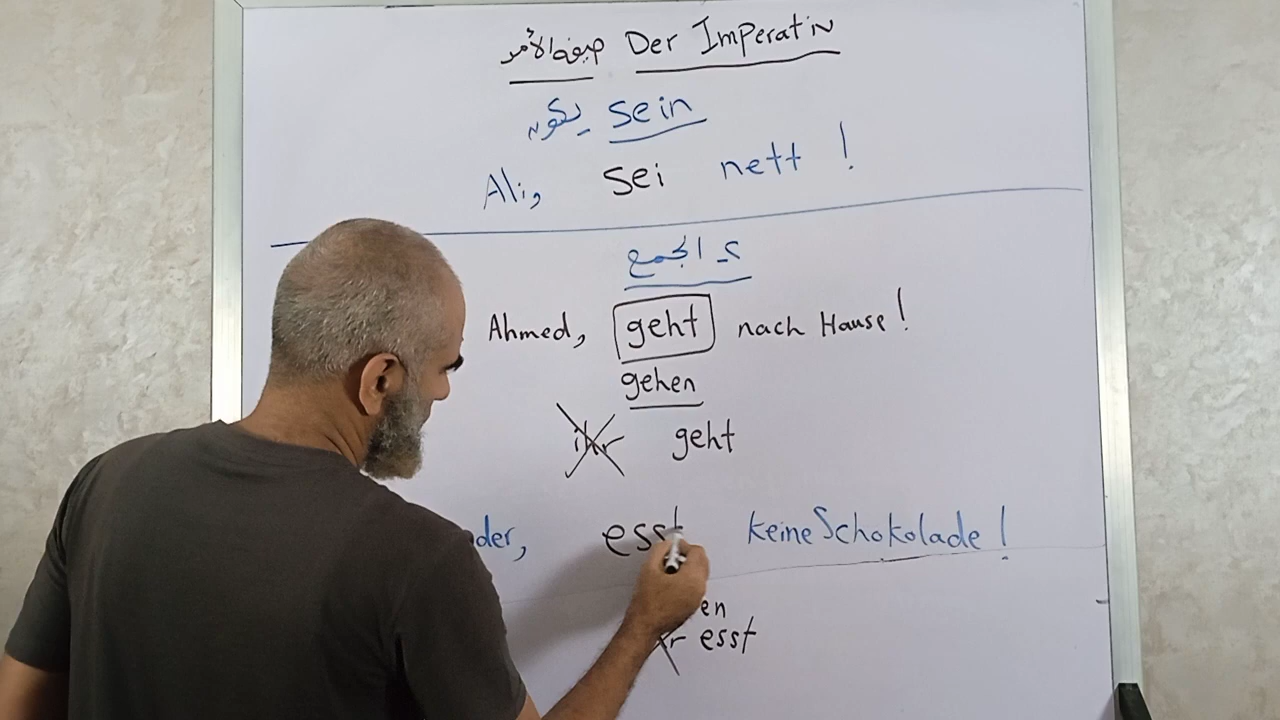 صيغة الأمر Der Imperativ
يكون sein
Ali, sei nett !
2ـ الجمع
Ahmed, geht nach Hause !
gehen
ihr geht
der, esst keine Schokolade !
en
r esst